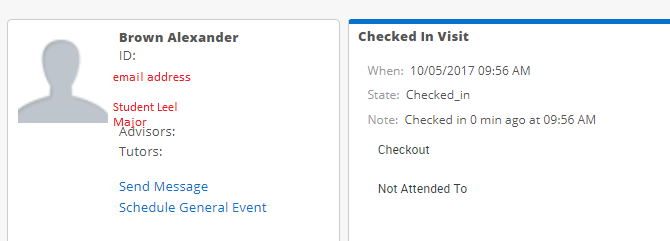 Brown Alexander
ID:
email address
Student Leel
Major
Advisors:
Tutors:
Send Message
Schedule General Event
Checked In Visit
When: 10/05/2017 09:56 AM
State: Checked_in
Note: Checked in 0 min ago at 09:56 AM
Checkout
Not Attended To